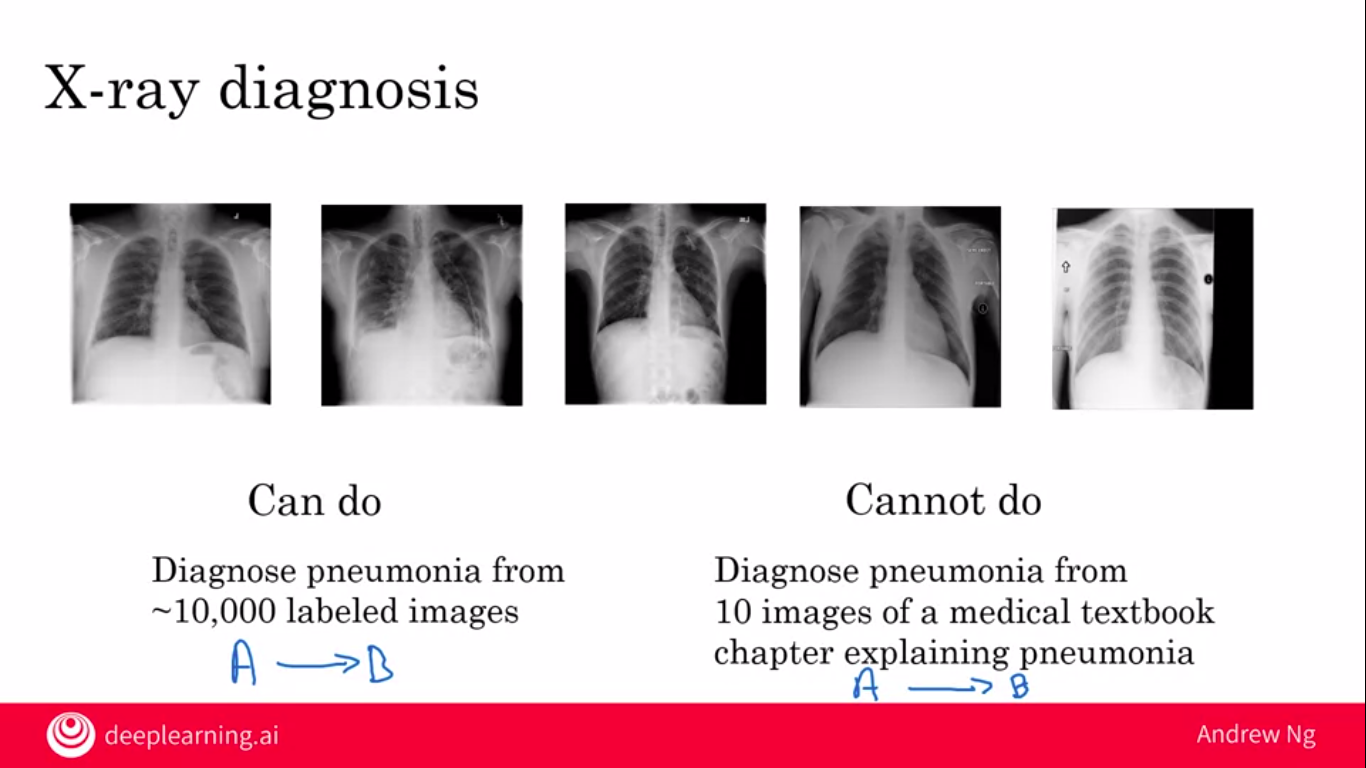 X-ray diagnosis
Can do
Cannot do
Diagnose pneumonia from
~10,000 labeled images
A → B
Diagnose pneumonia from
10 images of a medical textbook
chapter explaining pneumonia
A → B
deeplearning.ai
Andrew Ng